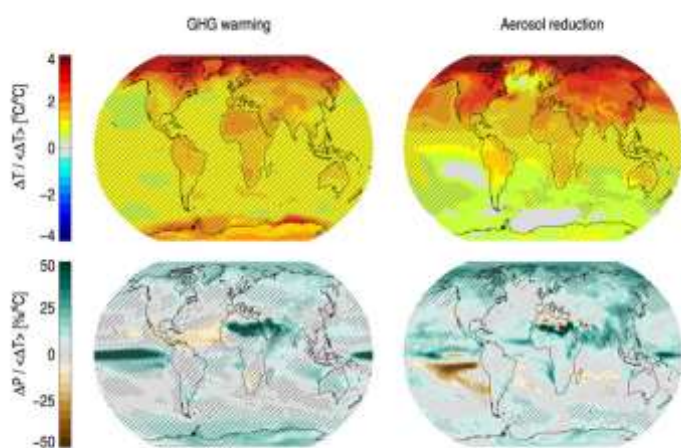 GHG warming
Aerosol reduction
ΔT / <ΔT> [°C/°C]
4
2
0
−2
−4
ΔP / <ΔT> [%/°C]
50
25
0
−25
−50